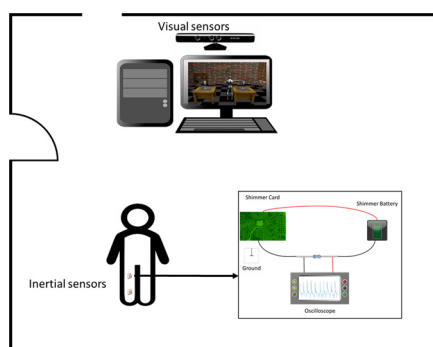 Visual sensors
Shimmer Card
Shimmer Battery
Ground
Inertial sensors
Oscilloscope